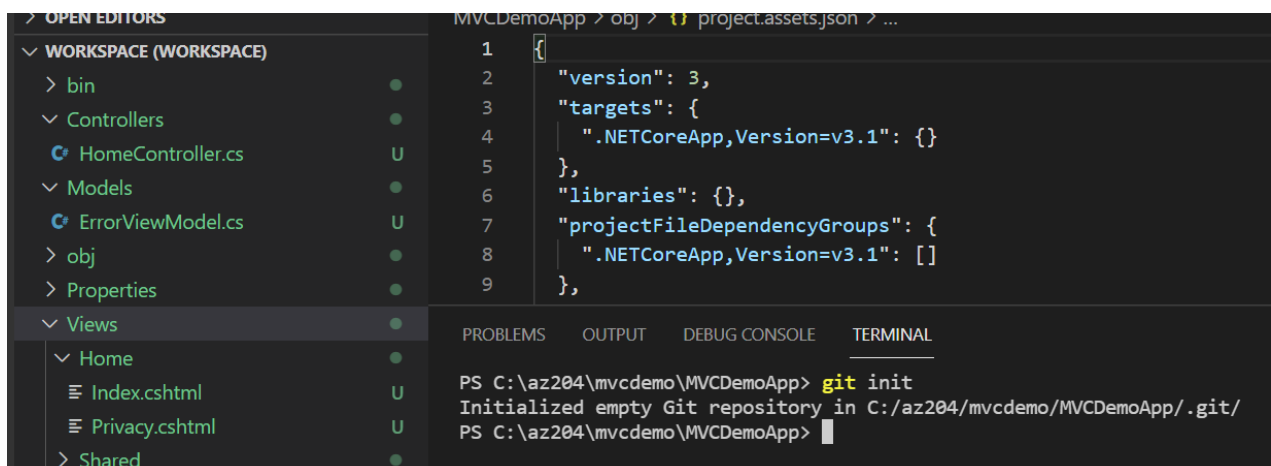 OPEN EDITORS
WORKSPACE (WORKSPACE)
bin
Controllers
C# HomeController.cs U
Models
C# ErrorViewModel.cs U
obj
Properties
Views
Home
Index.cshtml U
Privacy.cshtml U
Shared
MVCDemoApp > obj > {} project.assets.json > ...
1 {
2 "version": 3,
3 "targets": {
4 ".NETCoreApp,Version=v3.1": {}
5 },
6 "libraries": {},
7 "projectFileDependencyGroups": {
8 ".NETCoreApp,Version=v3.1": []
9 },
PROBLEMS OUTPUT DEBUG CONSOLE TERMINAL
PS C:\az204\mvcdemo\MVCDemoApp> git init
Initialized empty Git repository in C:/az204/mvcdemo/MVCDemoApp/.git/
PS C:\az204\mvcdemo\MVCDemoApp>